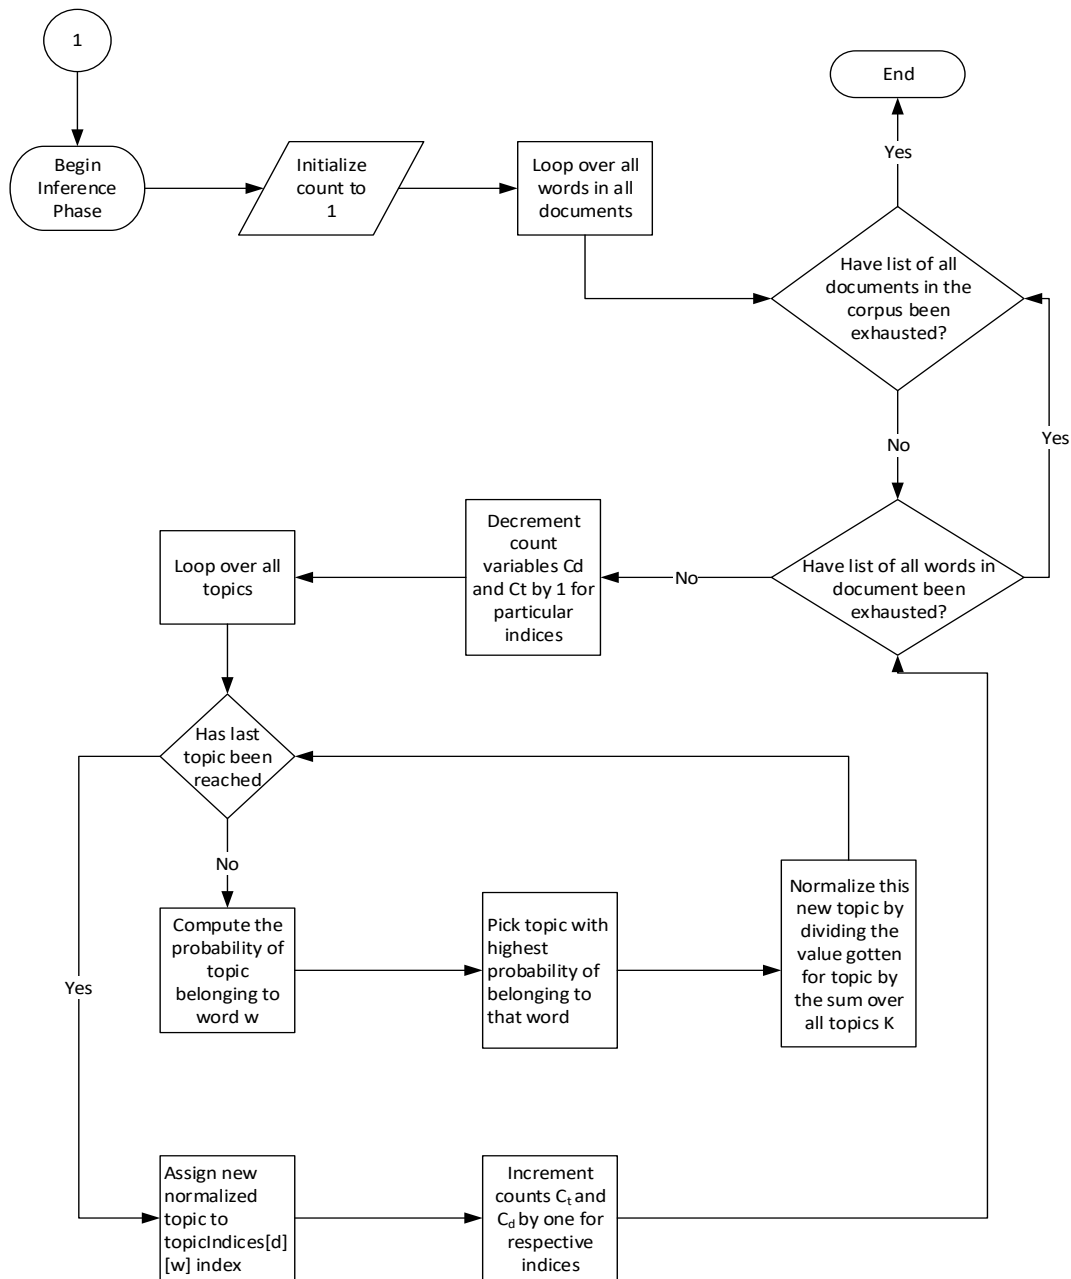 1
Begin
Inference
Phase
Initialize
count to
1
Loop over all
words in all
documents
End
Yes
Have list of all
documents in the
corpus been
exhausted?
No
Yes
Have list of all words in
document been
exhausted?
No
Decrement
count
variables Cd
and Ct by 1 for
particular
indices
Loop over all
topics
Has last
topic been
reached
No
Yes
Compute the
probability of
topic
belonging to
word w
Pick topic with
highest
probability of
belonging to
that word
Normalize this
new topic by
dividing the
value gotten
for topic by
the sum over
all topics K
Assign new
normalized
topic to
topicIndices[d]
[w] index
Increment
counts Ct and
Cd by one for
respective
indices